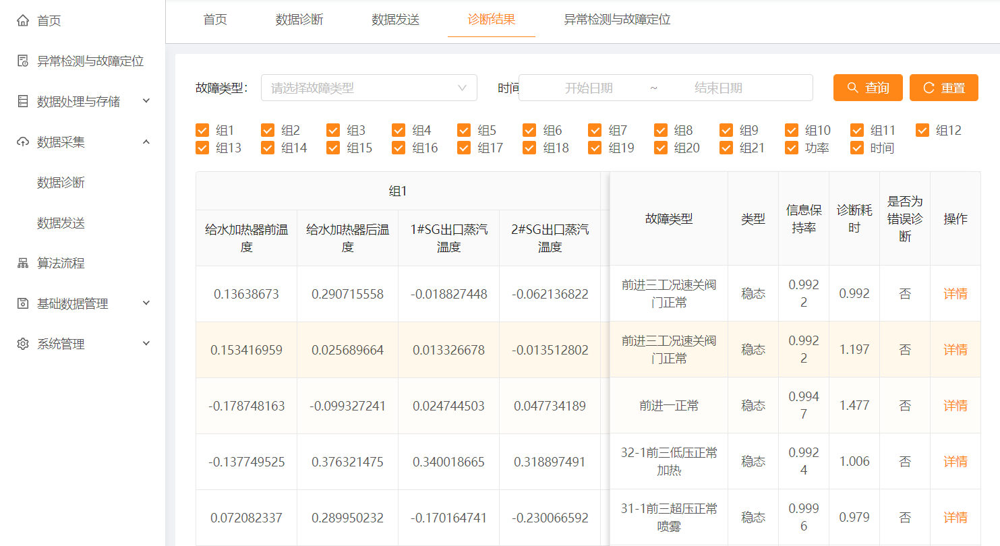 首页
异常检测与故障定位
数据处理与存储
数据采集
数据诊断
数据发送
算法流程
基础数据管理
系统管理
首页 数据诊断 数据发送 诊断结果 异常检测与故障定位
故障类型: 请选择故障类型 时间 开始日期 ~ 结束日期 查询 重置
组1 组2 组3 组4 组5 组6 组7 组8 组9 组10 组11 组12
组13 组14 组15 组16 组17 组18 组19 组20 组21 功率 时间
组1
给水加热器前温
度
给水加热器后温
度
1#SG出口蒸汽
温度
2#SG出口蒸汽
温度
故障类型
类型
信息保
持率
诊断耗
时
是否为
错误诊
断
操作
0.13638673 0.290715558 -0.018827448 -0.062136822
前进三工况速关阀
门正常
稳态
0.992
2
0.992 否 详情
0.153416959 0.025689664 0.013326678 -0.013512802
前进三工况速关阀
门正常
稳态
0.992
2
1.197 否 详情
-0.178748163 -0.099327241 0.024744503 0.047734189
前进一正常
稳态
0.994
7
1.477 否 详情
-0.137749525 0.376321475 0.340018665 0.318897491
32-1前三低压正常
加热
稳态
0.992
4
1.006 否 详情
0.072082337 0.289950232 -0.170164741 -0.230066592
31-1前三超压正常
喷雾
稳态
0.999
6
0.979 否 详情